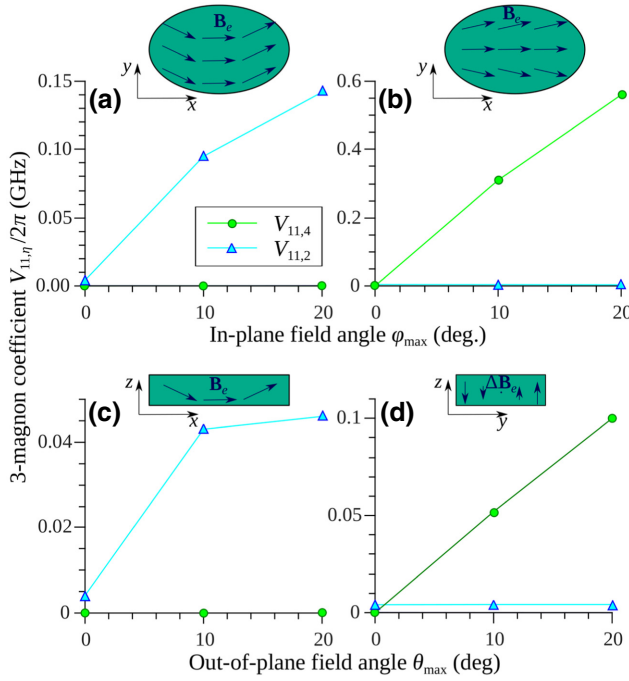 B_e
B_e
y
x
y
x
(a)
(b)
3-magnon coefficient V_{11,η}/2π (GHz)
0.15
0.10
0.05
0.00
0.6
0.4
0.2
0
V_{11,4}
V_{11,2}
0 10 20
0 10 20
In-plane field angle φ_max (deg.)
z
B_e
x
z
ΔB_e
y
(c)
(d)
0.04
0.02
0
0.1
0.05
0
0 10 20
0 10 20
Out-of-plane field angle θ_max (deg)